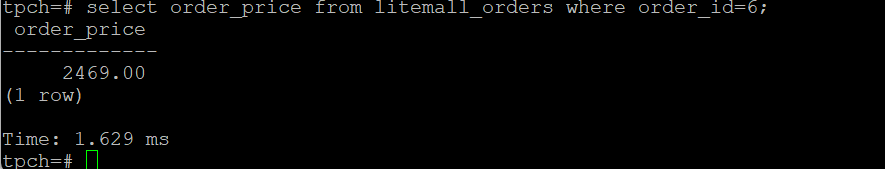 tpch=# select order_price from litemall_orders where order_id=6;
 order_price
-------------
     2469.00
(1 row)

Time: 1.629 ms
tpch=#